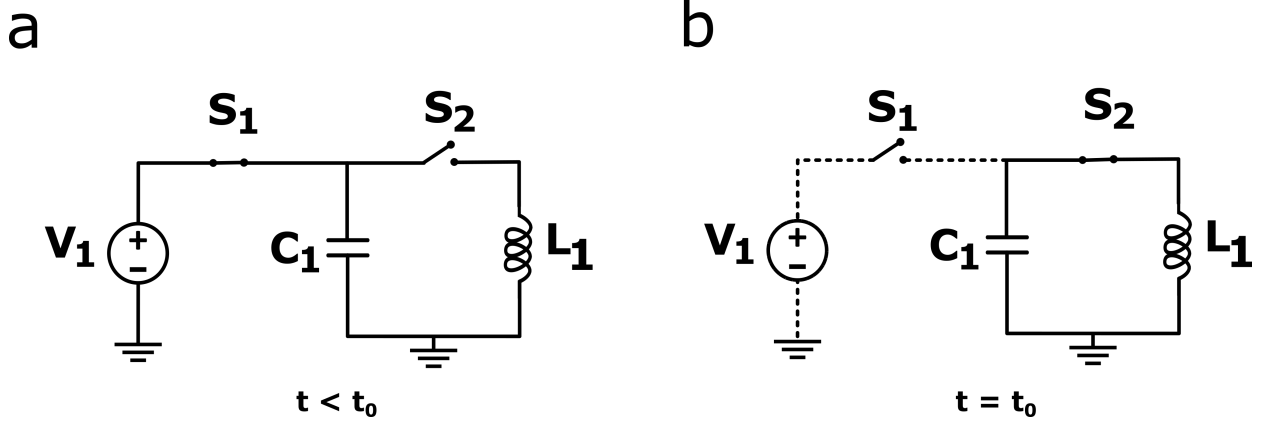 a
b
S1
S2
V1
+
−
C1
L1
t < t0
S1
S2
V1
+
−
C1
L1
t = t0